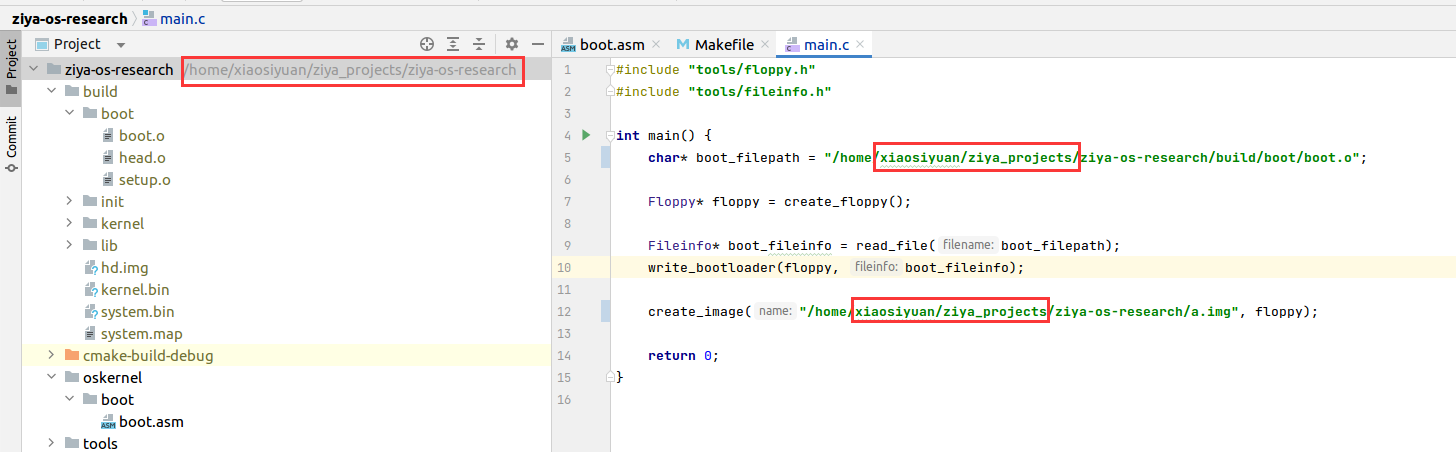 ziya-os-research
main.c
Project
Commit
Project
ziya-os-research /home/xiaosiyuan/ziya_projects/ziya-os-research
build
boot
boot.o
head.o
setup.o
init
kernel
lib
hd.img
kernel.bin
system.bin
system.map
cmake-build-debug
oskernel
boot
boot.asm
tools
boot.asm
Makefile
main.c
1 #include "tools/floppy.h"
2 #include "tools/fileinfo.h"
3
4 int main() {
5 char* boot_filepath = "/home/xiaosiyuan/ziya_projects/ziya-os-research/build/boot/boot.o";
6
7 Floppy* floppy = create_floppy();
8
9 Fileinfo* boot_fileinfo = read_file( filename: boot_filepath);
10 write_bootloader(floppy, fileinfo: boot_fileinfo);
11
12 create_image( name: "/home/xiaosiyuan/ziya_projects/ziya-os-research/a.img", floppy);
13
14 return 0;
15 }
16